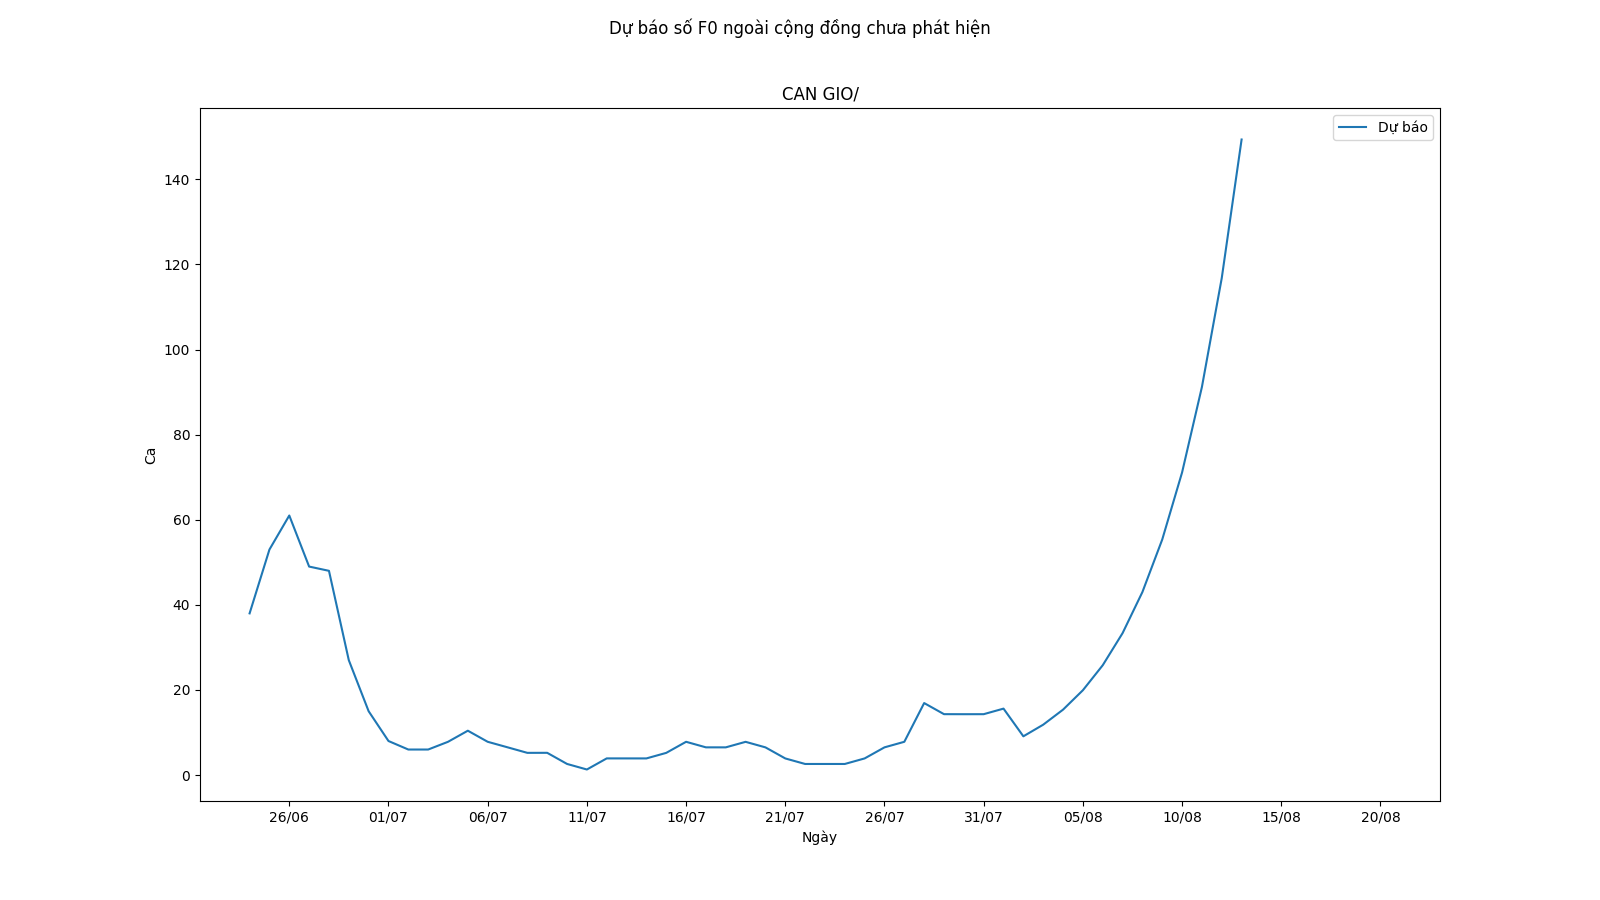 Dự báo số F0 ngoài cộng đồng chưa phát hiện
CAN GIO/
Dự báo
140
120
100
80
60
40
20
0
Ca
26/06 01/07 06/07 11/07 16/07 21/07 26/07 31/07 05/08 10/08 15/08 20/08
Ngày